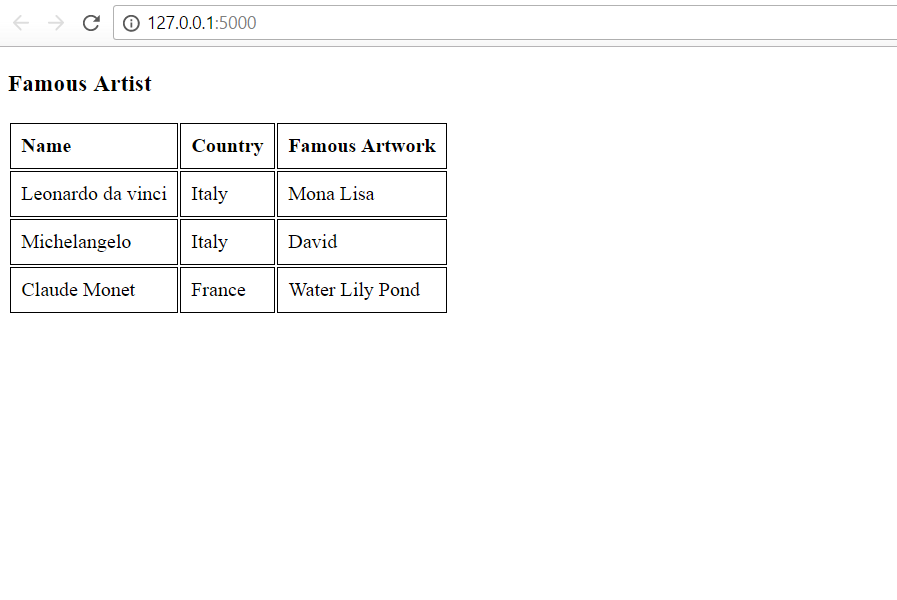 127.0.0.1:5000
Famous Artist
Name Country Famous Artwork
Leonardo da vinci Italy Mona Lisa
Michelangelo Italy David
Claude Monet France Water Lily Pond